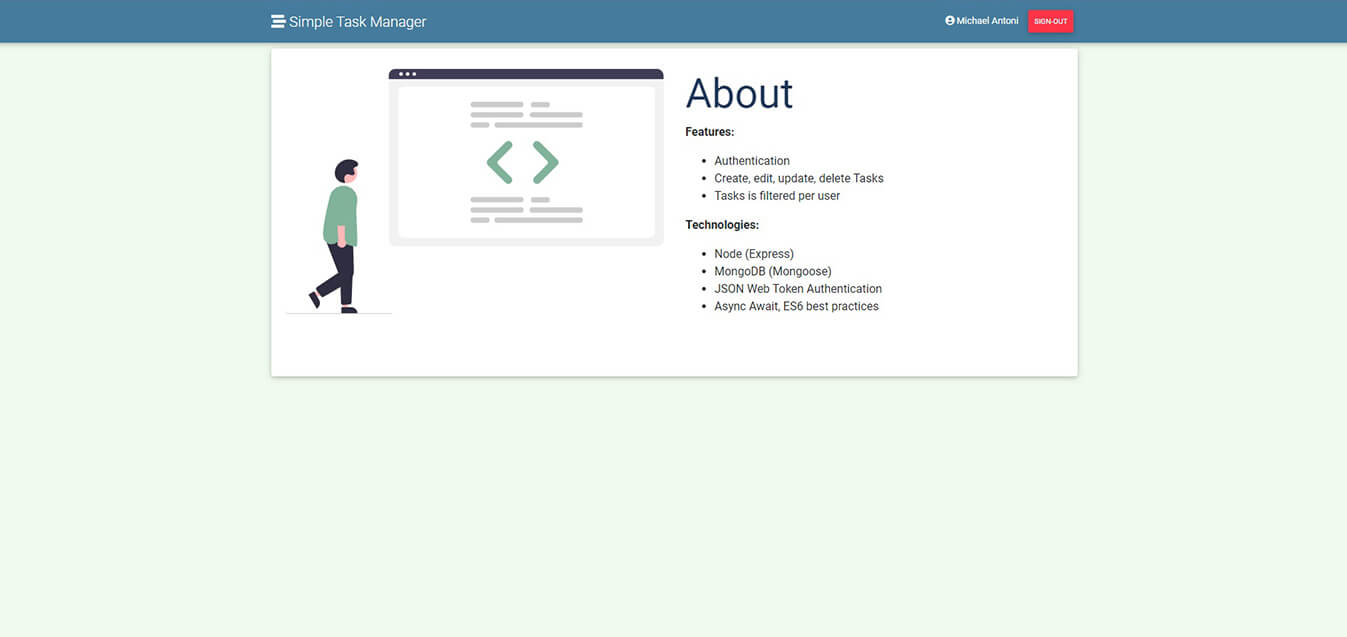 Simple Task Manager
Michael Antoni
SIGN-OUT
About
Features:
Authentication
Create, edit, update, delete Tasks
Tasks is filtered per user
Technologies:
Node (Express)
MongoDB (Mongoose)
JSON Web Token Authentication
Async Await, ES6 best practices